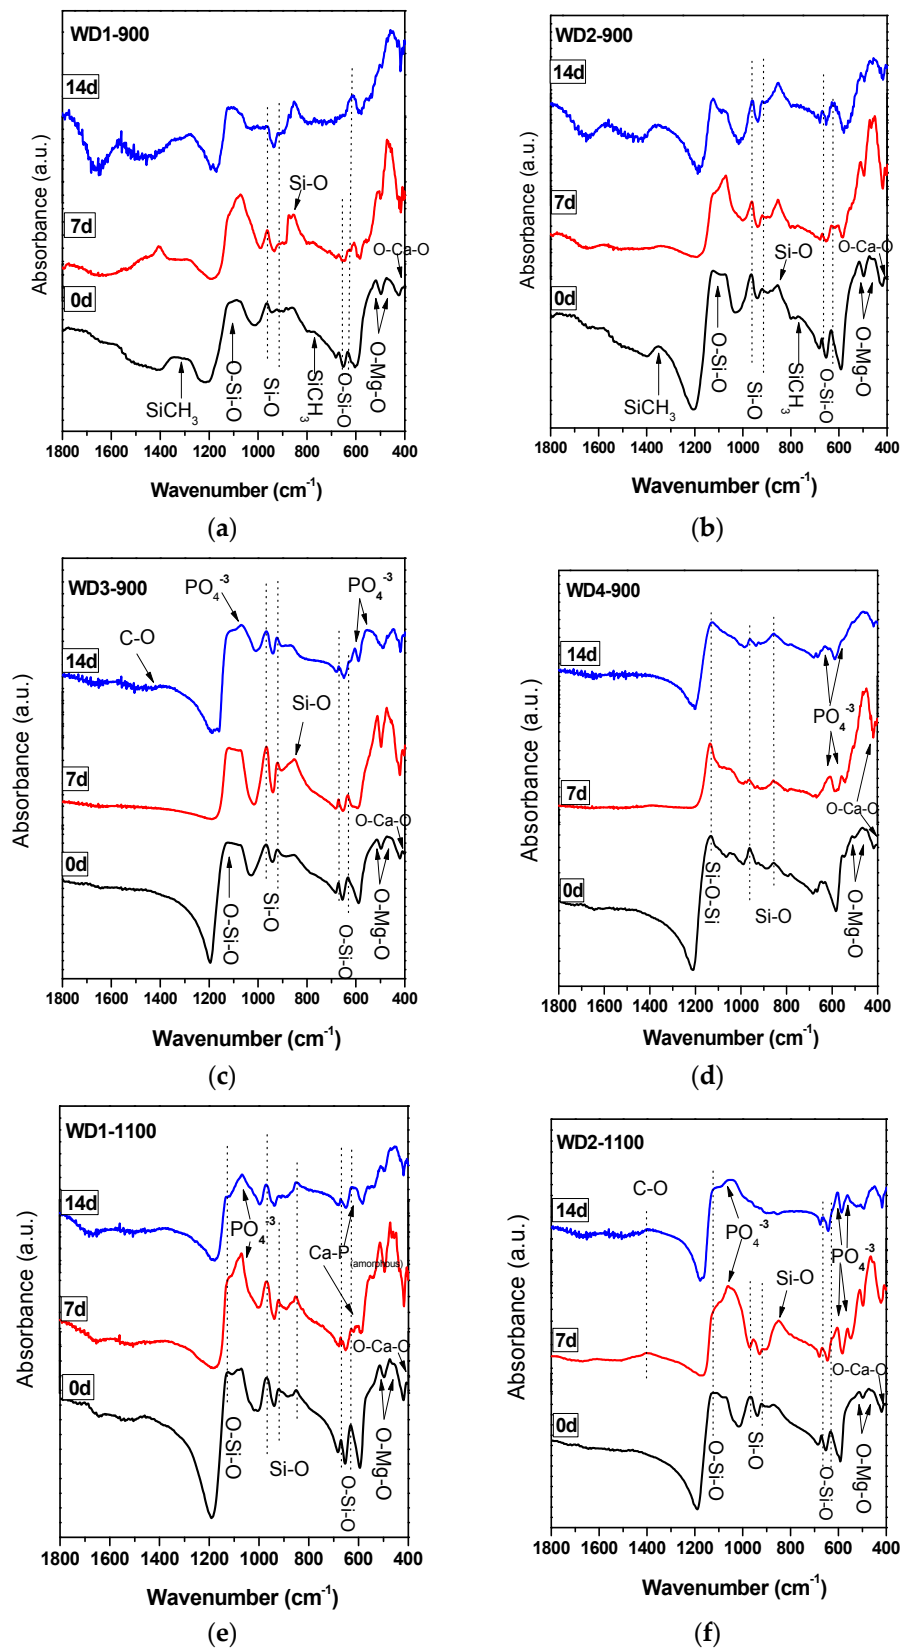 WD1-900
14d
Si-O
7d
O-Ca-O
0d
SiCH3
O-Si-O
Si-O
SiCH3
O-Si-O
O-Mg-O
Absorbance (a.u.)
1800 1600 1400 1200 1000 800 600 400
Wavenumber (cm-1)
(a)
WD2-900
14d
7d
Si-O
O-Ca-O
0d
SiCH3
O-Si-O
Si-O
SiCH3
O-Si-O
O-Mg-O
Absorbance (a.u.)
1800 1600 1400 1200 1000 800 600 400
Wavenumber (cm-1)
(b)
WD3-900
PO4-3
PO4-3
C-O
14d
Si-O
7d
O-Ca-O
0d
O-Si-O
Si-O
O-Si-O
O-Mg-O
Absorbance (a.u.)
1800 1600 1400 1200 1000 800 600 400
Wavenumber (cm-1)
(c)
WD4-900
14d
PO4-3
7d
O-Ca-O
0d
Si-O-Si
Si-O
O-Mg-O
Absorbance (a.u.)
1800 1600 1400 1200 1000 800 600 400
Wavenumber (cm-1)
(d)
WD1-1100
14d
PO4-3
Ca-P(amorphous)
7d
O-Ca-O
0d
O-Si-O
Si-O
O-Si-O
O-Mg-O
Absorbance (a.u.)
1800 1600 1400 1200 1000 800 600 400
Wavenumber (cm-1)
(e)
WD2-1100
C-O
14d
PO4-3
PO4-3
Si-O
7d
O-Ca-O
0d
O-Si-O
Si-O
O-Si-O
O-Mg-O
Absorbance (a.u.)
1800 1600 1400 1200 1000 800 600 400
Wavenumber (cm-1)
(f)